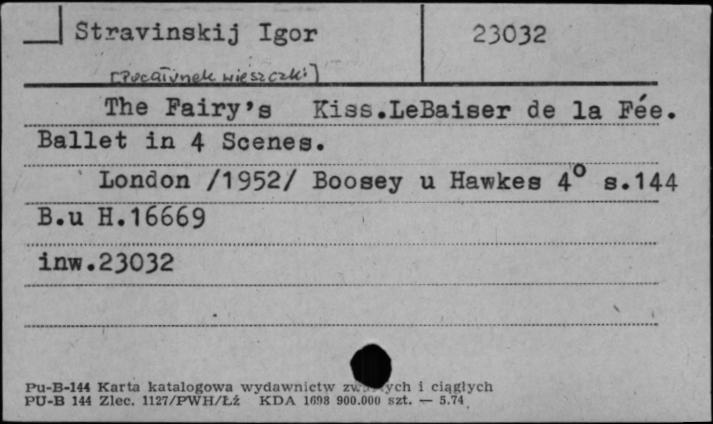 Stravinskij Igor 23032
[Pocałunek wieszczki]
The Fairy's Kiss.LeBaiser de la Fée.
Ballet in 4 Scenes.
London /1952/ Boosey u Hawkes 4° s.144
B.u H.16669
inw.23032
Pu-B-144 Karta katalogowa wydawnictw ych i ciągłych
PU-B 144 Zlec. 1127/PWH/Łź KDA 1698 900.000 szt. — 5.74